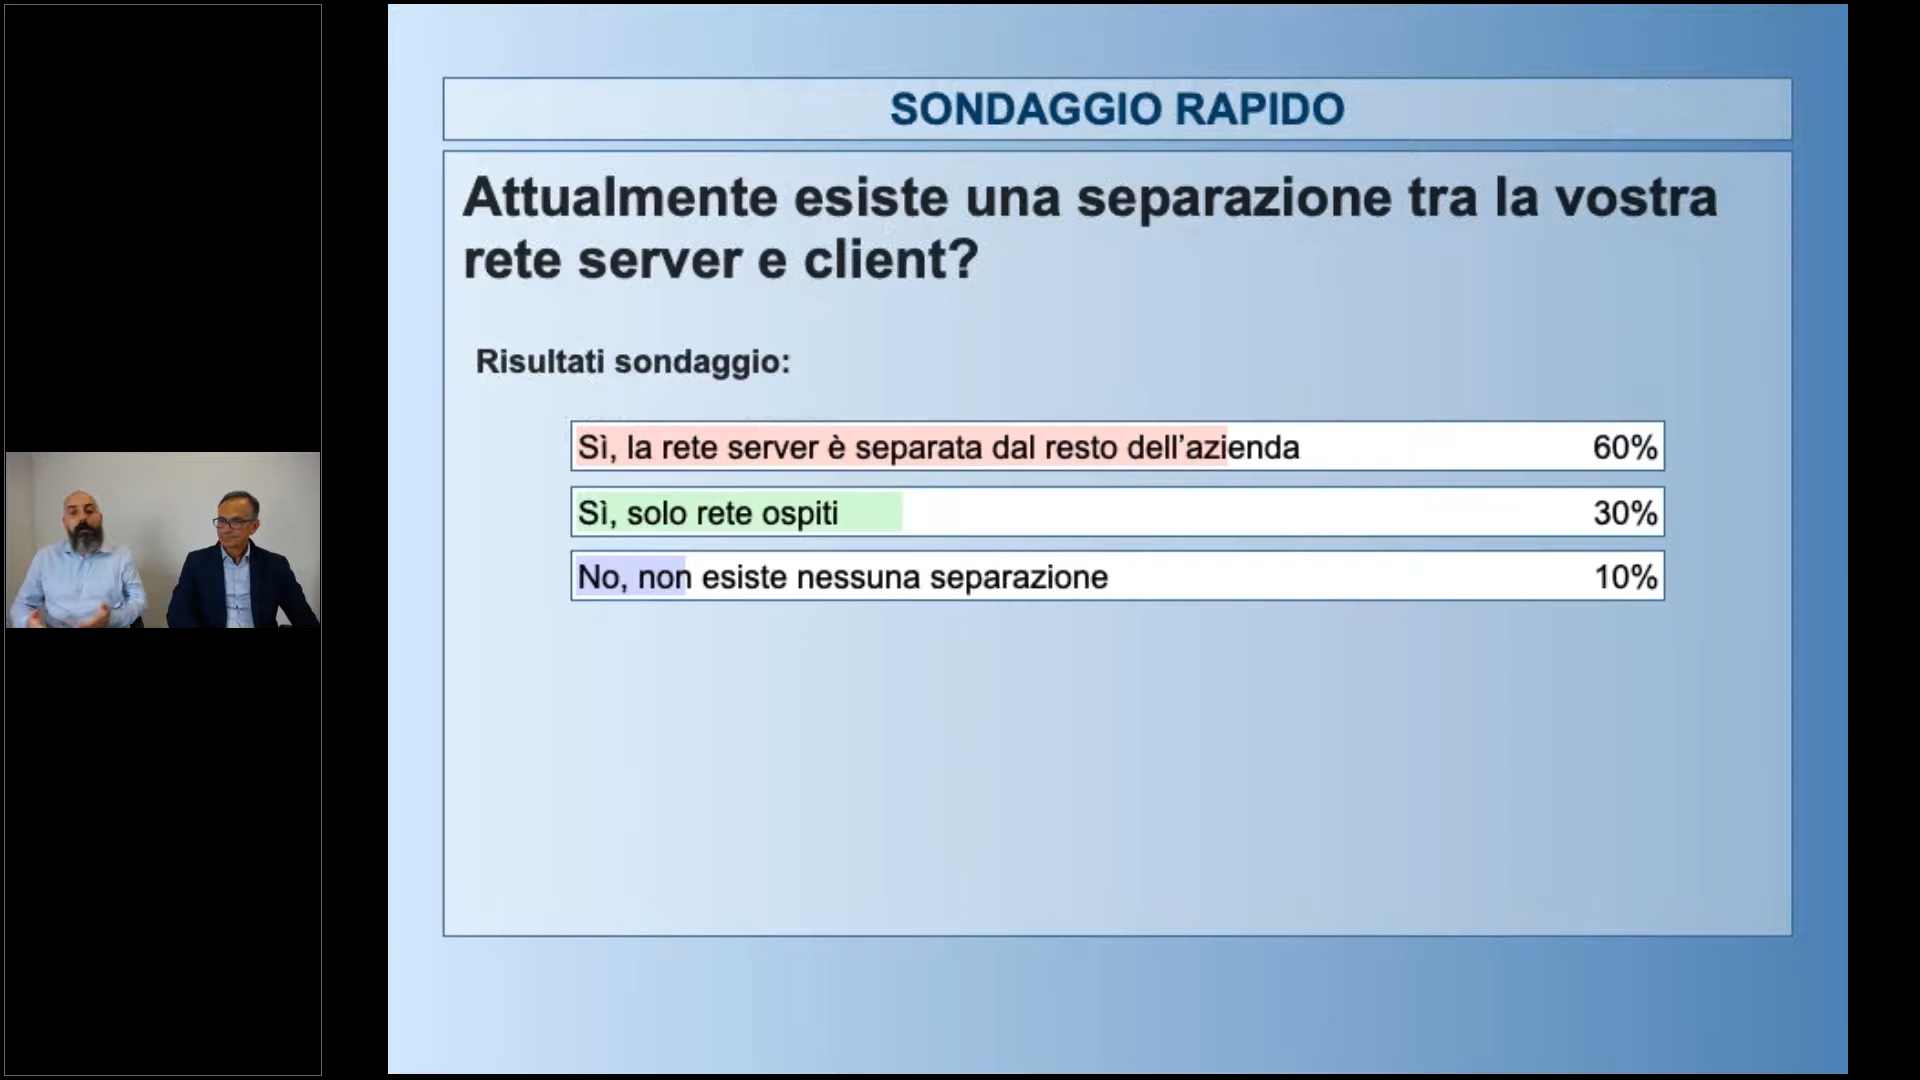 SONDAGGIO RAPIDO
Attualmente esiste una separazione tra la vostra
rete server e client?
Risultati sondaggio:
Sì, la rete server è separata dal resto dell’azienda 60%
Sì, solo rete ospiti 30%
No, non esiste nessuna separazione 10%